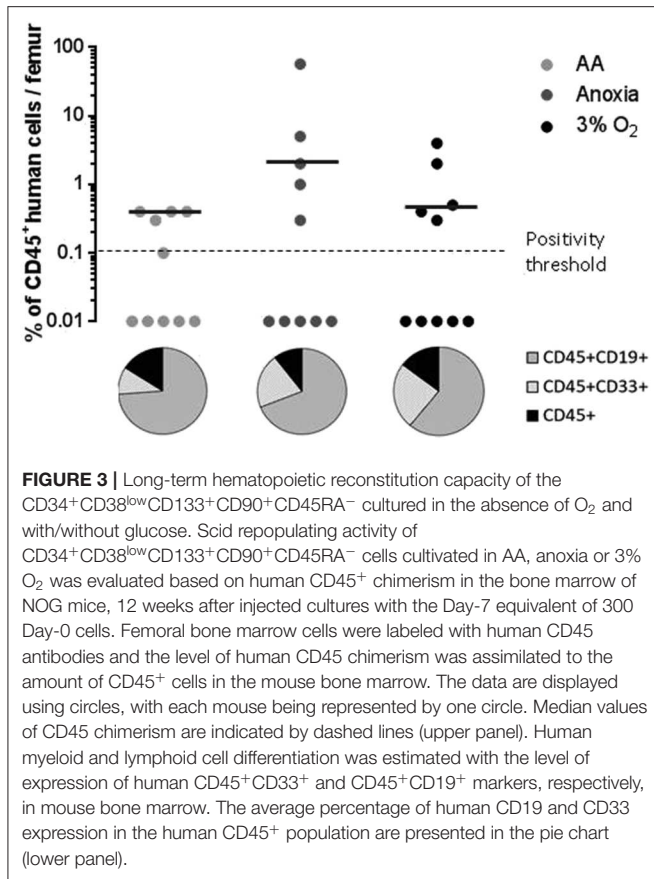 % of CD45⁺human cells / femur
100
10
1
0.1
0.01
AA
Anoxia
3% O₂
Positivity
threshold
CD45+CD19+
CD45+CD33+
CD45+
FIGURE 3 | Long-term hematopoietic reconstitution capacity of the
CD34⁺CD38ˡᵒʷCD133⁺CD90⁺CD45RA⁻ cultured in the absence of O₂ and
with/without glucose. Scid repopulating activity of
CD34⁺CD38ˡᵒʷCD133⁺CD90⁺CD45RA⁻ cells cultivated in AA, anoxia or 3%
O₂ was evaluated based on human CD45⁺ chimerism in the bone marrow of
NOG mice, 12 weeks after injected cultures with the Day-7 equivalent of 300
Day-0 cells. Femoral bone marrow cells were labeled with human CD45
antibodies and the level of human CD45 chimerism was assimilated to the
amount of CD45⁺ cells in the mouse bone marrow. The data are displayed
using circles, with each mouse being represented by one circle. Median values
of CD45 chimerism are indicated by dashed lines (upper panel). Human
myeloid and lymphoid cell differentiation was estimated with the level of
expression of human CD45⁺CD33⁺ and CD45⁺CD19⁺ markers, respectively,
in mouse bone marrow. The average percentage of human CD19 and CD33
expression in the human CD45⁺ population are presented in the pie chart
(lower panel).